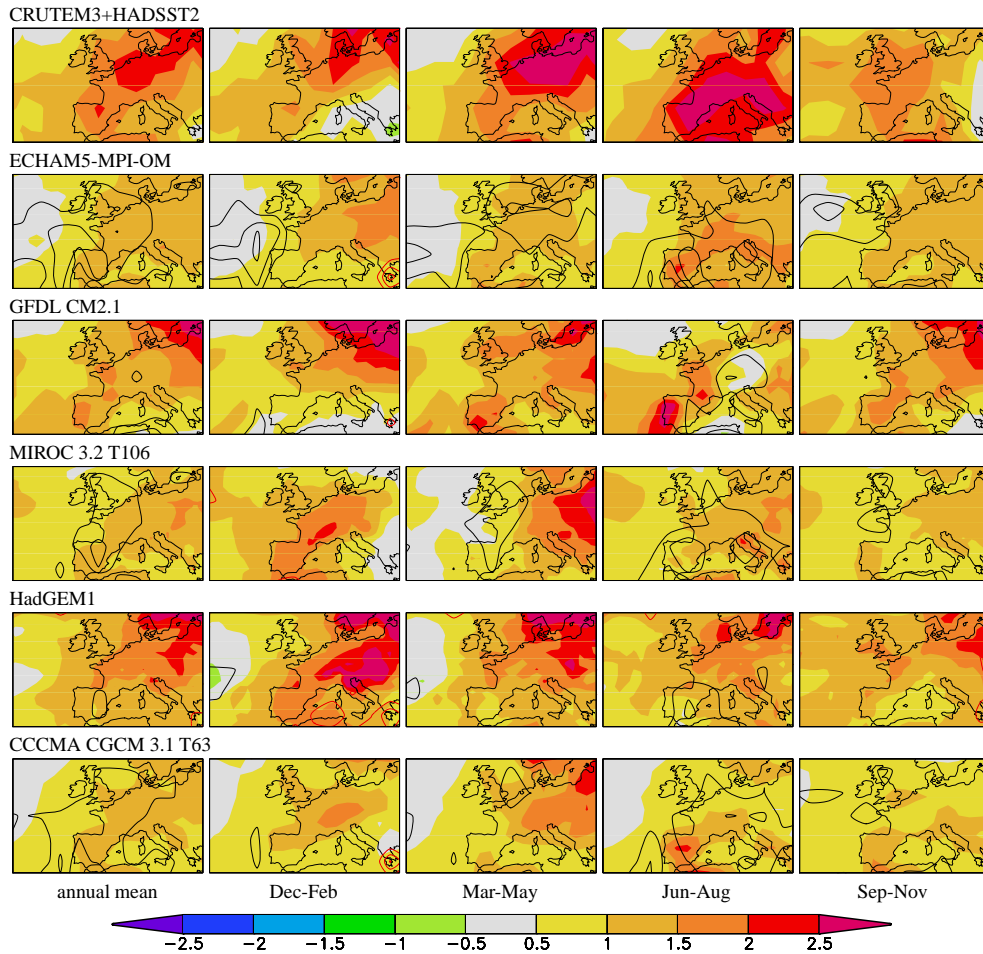 CRUTEM3+HADSST2
ECHAM5-MPI-OM
GFDL CM2.1
MIROC 3.2 T106
HadGEM1
CCCMA CGCM 3.1 T63
annual mean Dec-Feb Mar-May Jun-Aug Sep-Nov
−2.5 −2 −1.5 −1 −0.5 0.5 1 1.5 2 2.5